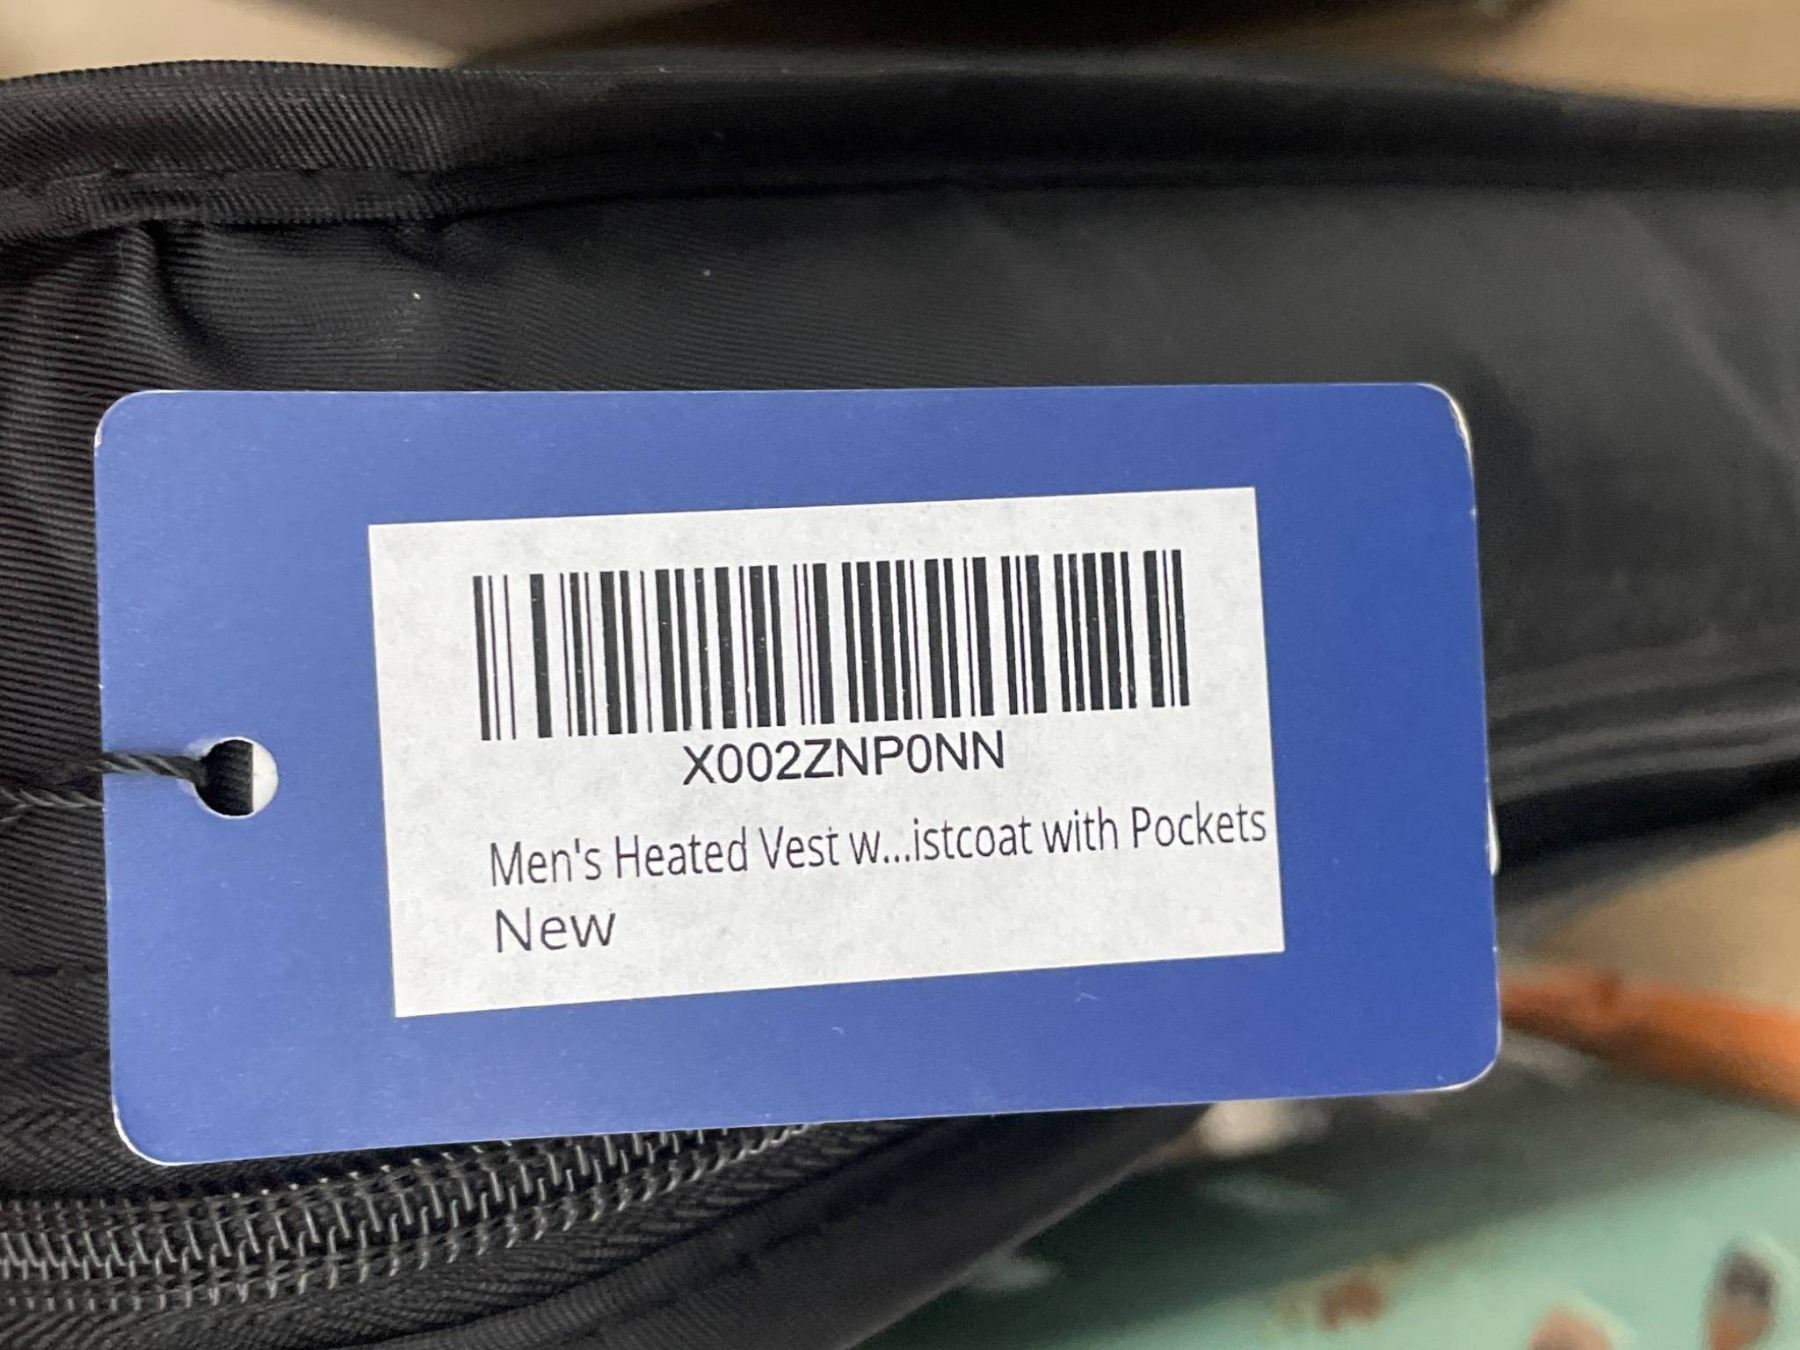 X002ZNP0NN
Men's Heated Vest w...istcoat with Pockets
New